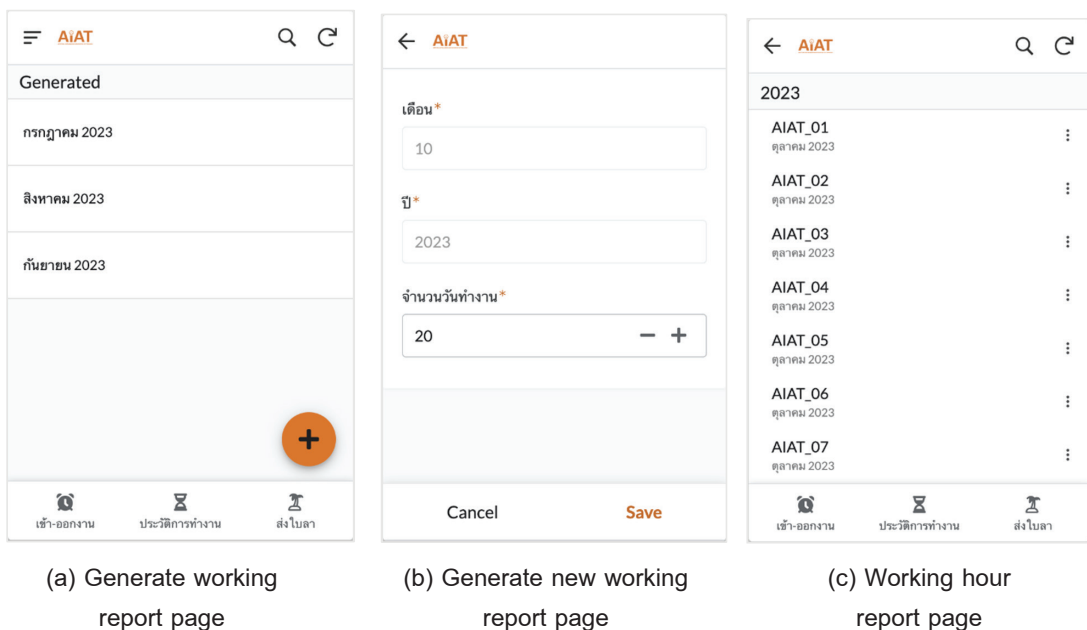 AiAT
Generated
กรกฎาคม 2023
สิงหาคม 2023
กันยายน 2023
เข้า-ออกงาน
ประวัติการทำงาน
ส่งใบลา
(a) Generate working
report page
AiAT
เดือน*
10
ปี*
2023
จำนวนวันทำงาน*
20
Cancel
Save
(b) Generate new working
report page
AiAT
2023
AIAT_01
ตุลาคม 2023
AIAT_02
ตุลาคม 2023
AIAT_03
ตุลาคม 2023
AIAT_04
ตุลาคม 2023
AIAT_05
ตุลาคม 2023
AIAT_06
ตุลาคม 2023
AIAT_07
ตุลาคม 2023
เข้า-ออกงาน
ประวัติการทำงาน
ส่งใบลา
(c) Working hour
report page